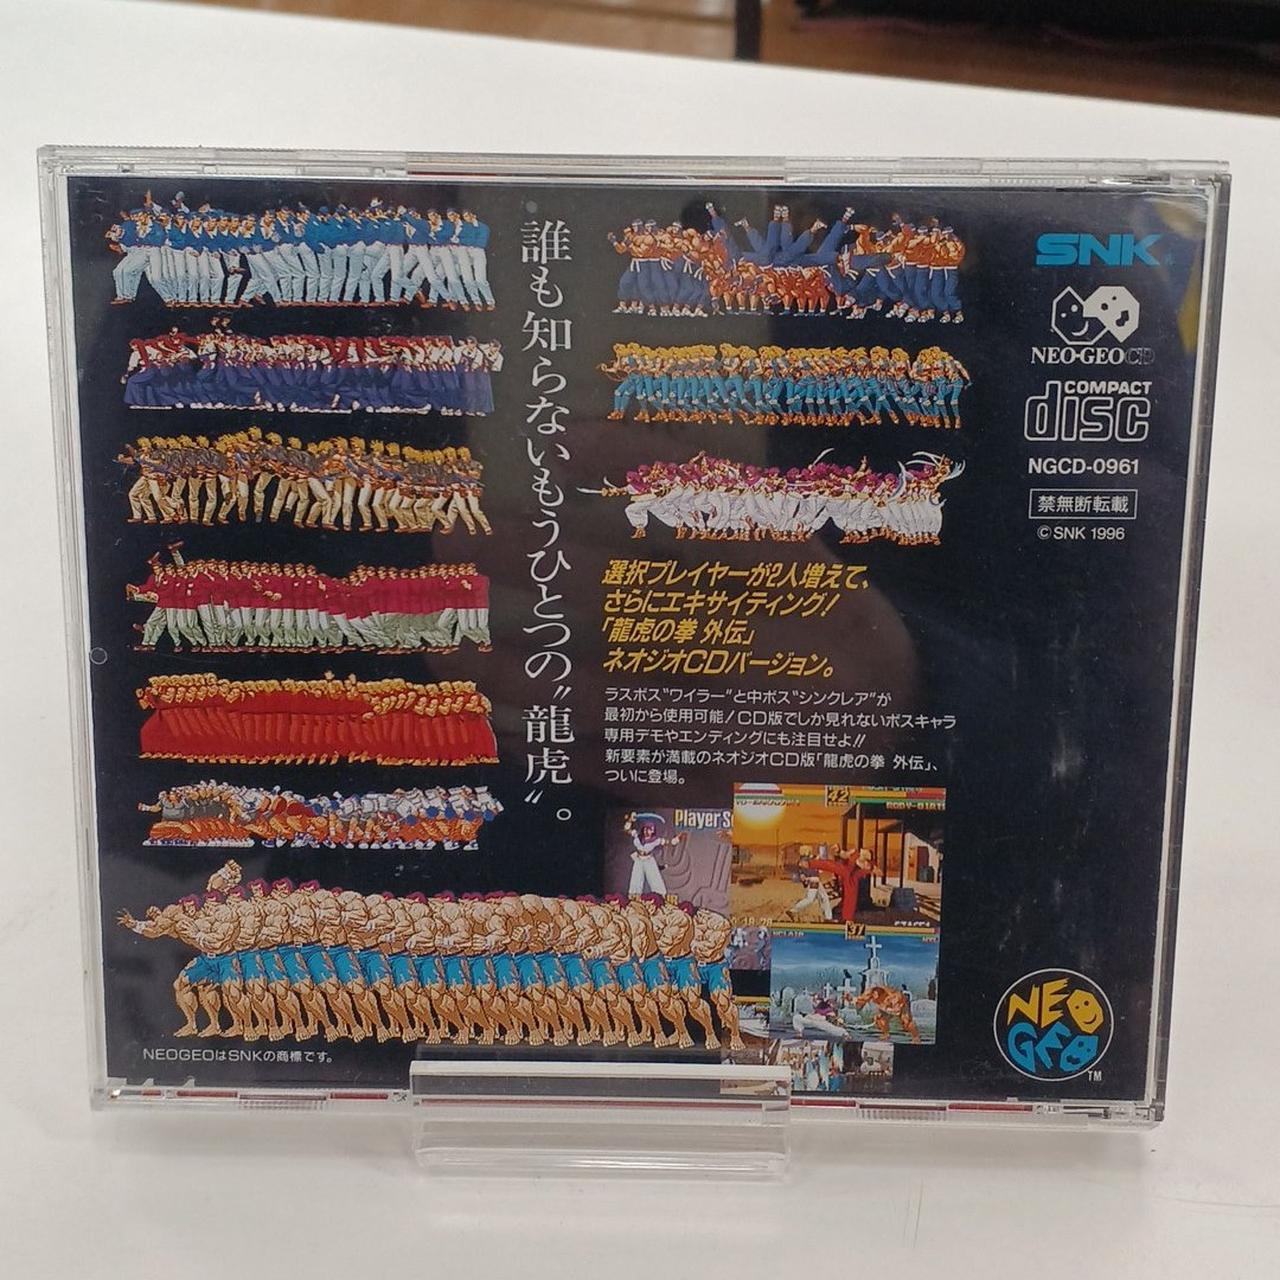 誰も知らないもうひとつの“龍虎”。
SNK
NEO·GEO CD
COMPACT
disc
NGCD-0961
禁無断転載
© SNK 1996
選択プレイヤーが2人増えて、
さらにエキサイティング!
「龍虎の拳 外伝」
ネオジオCDバージョン。
ラスボス“ワイラー”と中ボス“シンクレア”が
最初から使用可能!CD版でしか見れないボスキャラ
専用デモやエンディングにも注目せよ!!
新要素が満載のネオジオCD版「龍虎の拳 外伝」、
ついに登場。
Player S
42
37
NEO
GEO
TM
NEOGEOはSNKの商標です。